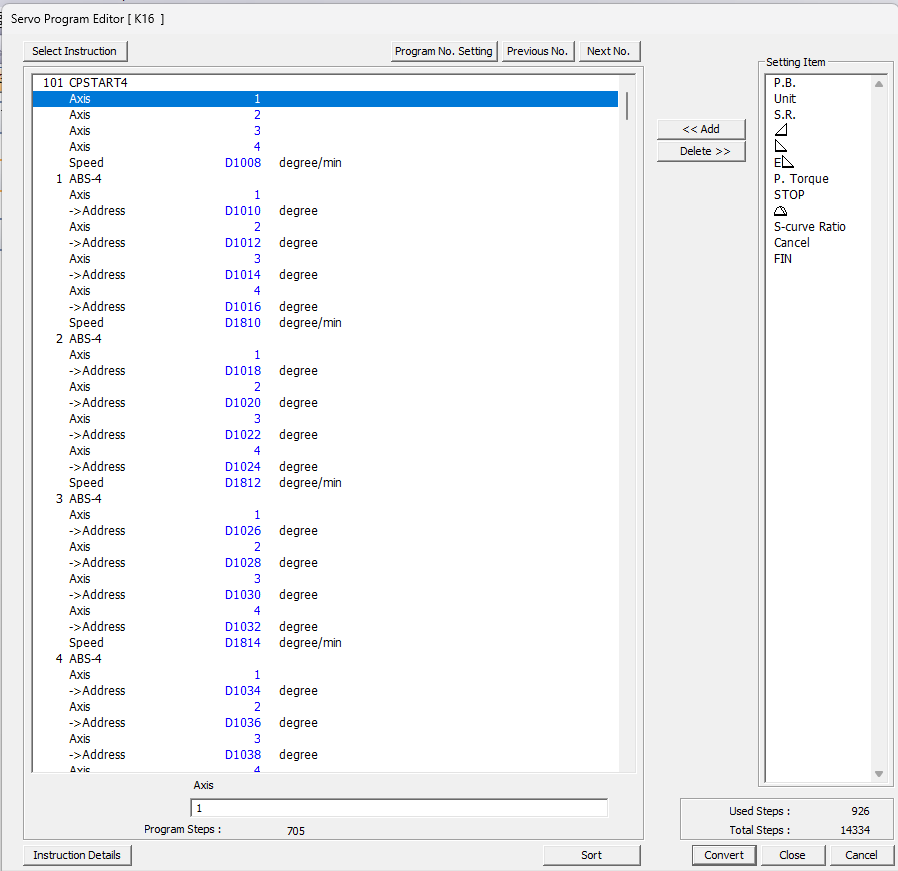 Servo Program Editor [ K16 ]
Select Instruction Program No. Setting Previous No. Next No.
Setting Item
101 CPSTART4
Axis 1
Axis 2
Axis 3
Axis 4
Speed D1008 degree/min
1 ABS-4
Axis 1
->Address D1010 degree
Axis 2
->Address D1012 degree
Axis 3
->Address D1014 degree
Axis 4
->Address D1016 degree
Speed D1810 degree/min
2 ABS-4
Axis 1
->Address D1018 degree
Axis 2
->Address D1020 degree
Axis 3
->Address D1022 degree
Axis 4
->Address D1024 degree
Speed D1812 degree/min
3 ABS-4
Axis 1
->Address D1026 degree
Axis 2
->Address D1028 degree
Axis 3
->Address D1030 degree
Axis 4
->Address D1032 degree
Speed D1814 degree/min
4 ABS-4
Axis 1
->Address D1034 degree
Axis 2
->Address D1036 degree
Axis 3
->Address D1038 degree
Axis 4
<< Add
Delete >>
P.B.
Unit
S.R.
E
P. Torque
STOP
S-curve Ratio
Cancel
FIN
Axis
1
Program Steps : 705
Used Steps : 926
Total Steps : 14334
Instruction Details Sort Convert Close Cancel